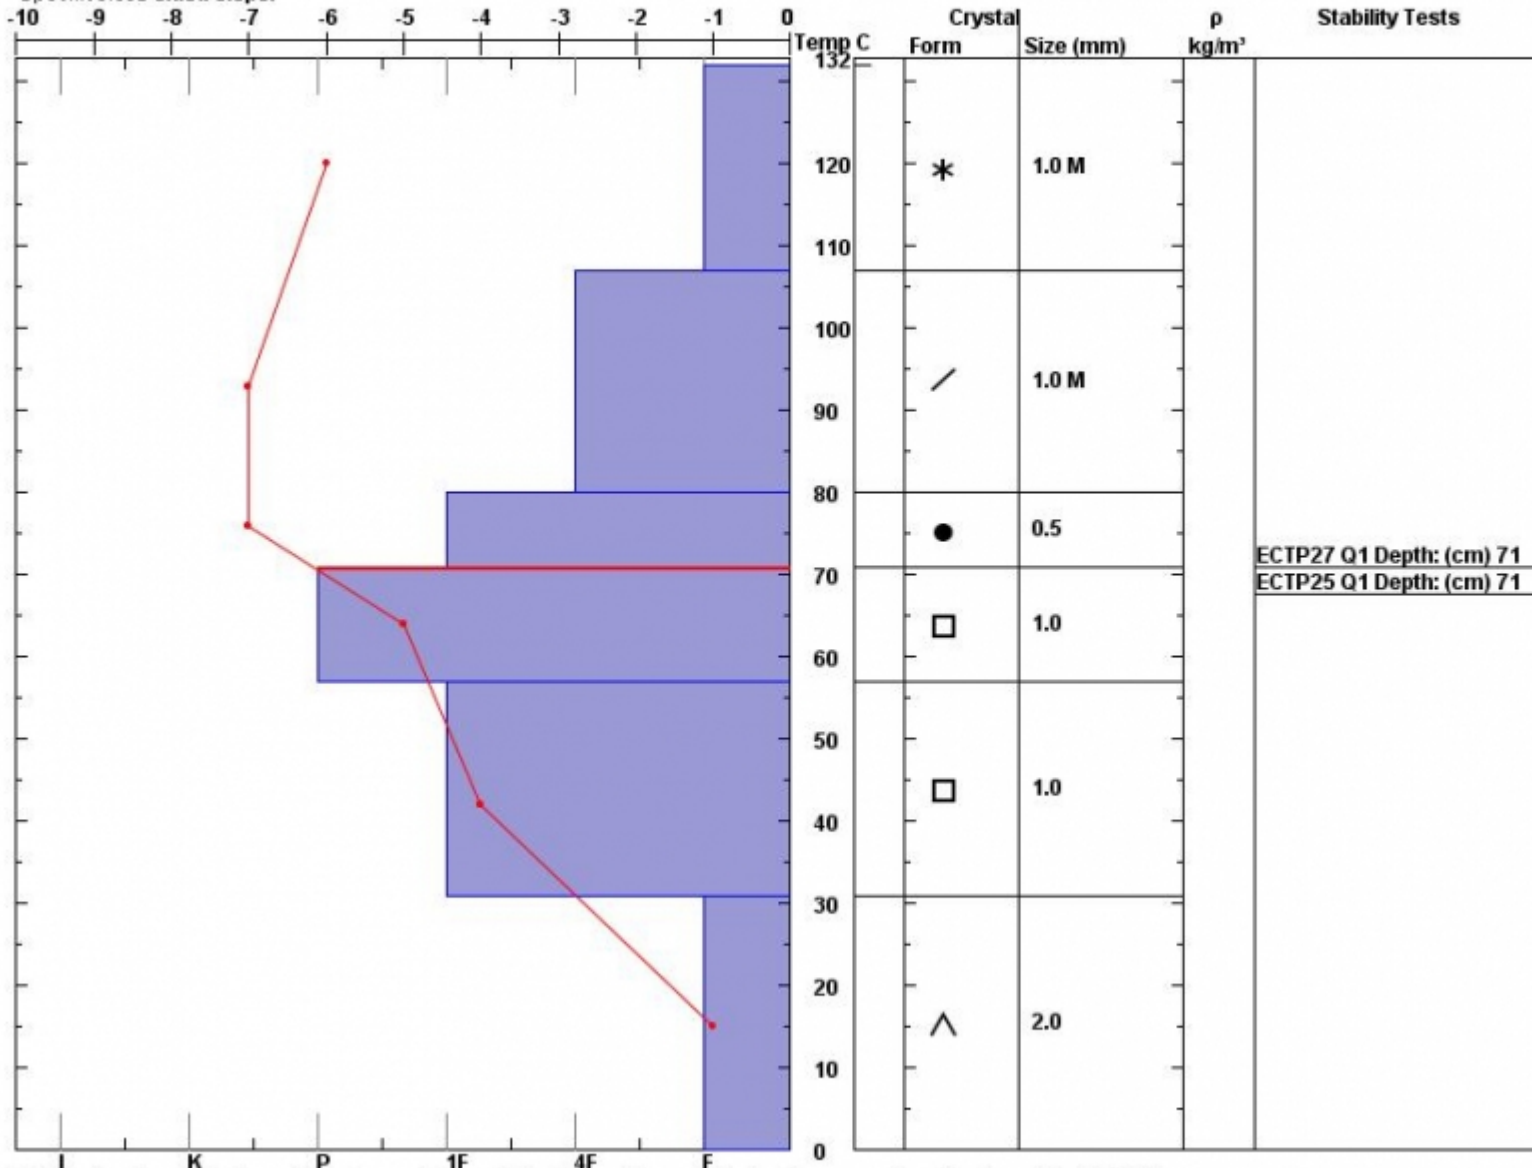 -10 -9 -8 -7 -6 -5 -4 -3 -2 -1 0 Crystal ρ Stability Tests
Temp C Form Size (mm) kg/m³
132
120 1.0 M
110
100
1.0 M
90
80
0.5
ECTP27 Q1 Depth: (cm) 71
70 ECTP25 Q1 Depth: (cm) 71
1.0
60
50
1.0
40
30
20
2.0
10
0
I K P 1F 4F F